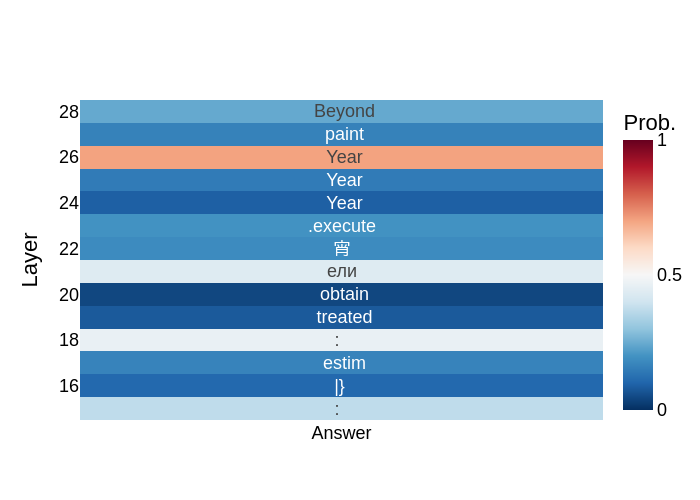 Prob.
28 Beyond 1
paint
26 Year
Year
24 Year
.execute
22 宵
ели 0.5
20 obtain
treated
18 :
estim
16 |}
: 0
Layer
Answer